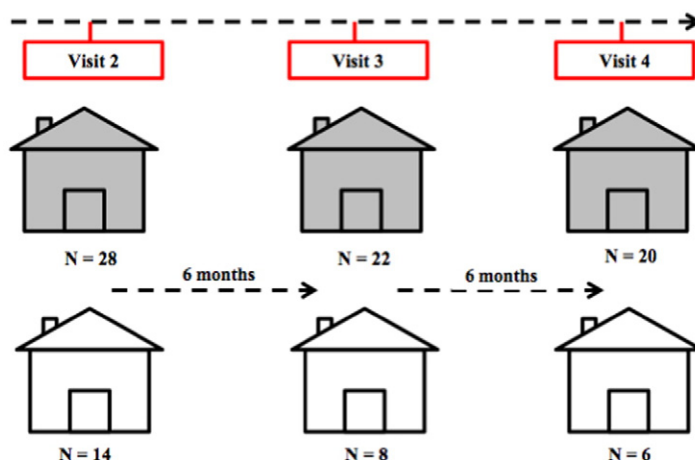 Visit 2
Visit 3
Visit 4
N = 28
N = 22
N = 20
6 months
6 months
N = 14
N = 8
N = 6